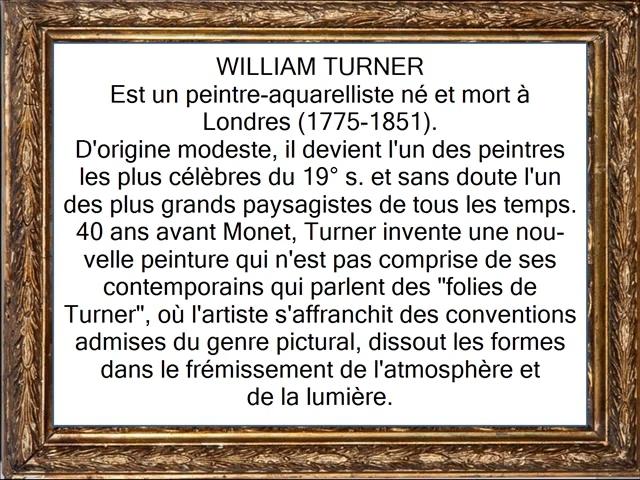 WILLIAM TURNER
Est un peintre-aquarelliste né et mort à
Londres (1775-1851).
D'origine modeste, il devient l'un des peintres
les plus célèbres du 19° s. et sans doute l'un
des plus grands paysagistes de tous les temps.
40 ans avant Monet, Turner invente une nou-
velle peinture qui n'est pas comprise de ses
contemporains qui parlent des "folies de
Turner", où l'artiste s'affranchit des conventions
admises du genre pictural, dissout les formes
dans le frémissement de l'atmosphère et
de la lumière.